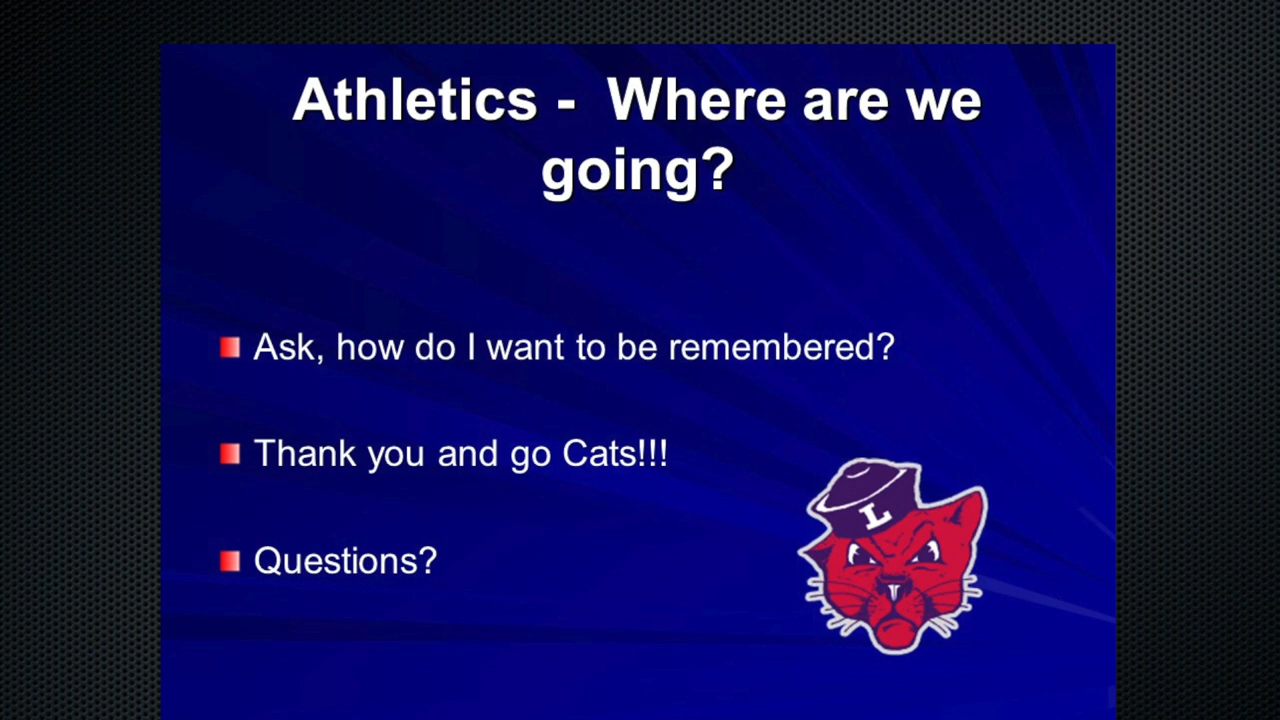 Athletics -  Where are we
going?
Ask, how do I want to be remembered?
Thank you and go Cats!!!
L
Questions?